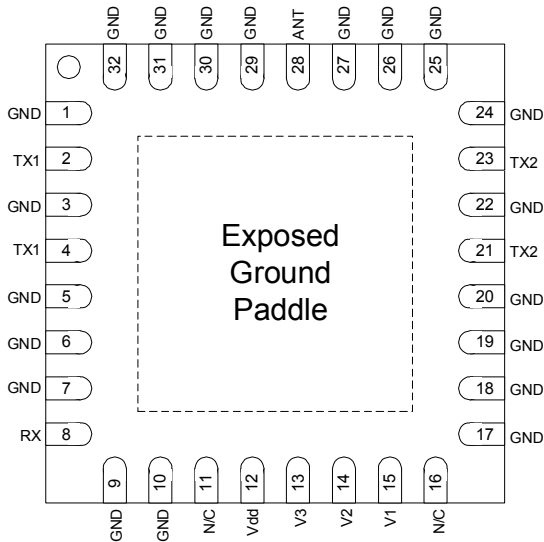 GND GND GND GND ANT GND GND GND
32 31 30 29 28 27 26 25
GND 1 24 GND
TX1 2 23 TX2
GND 3 22 GND
TX1 4 21 TX2
GND 5 20 GND
GND 6 19 GND
GND 7 18 GND
RX 8 17 GND
Exposed
Ground
Paddle
9 10 11 12 13 14 15 16
GND GND N/C Vdd V3 V2 V1 N/C